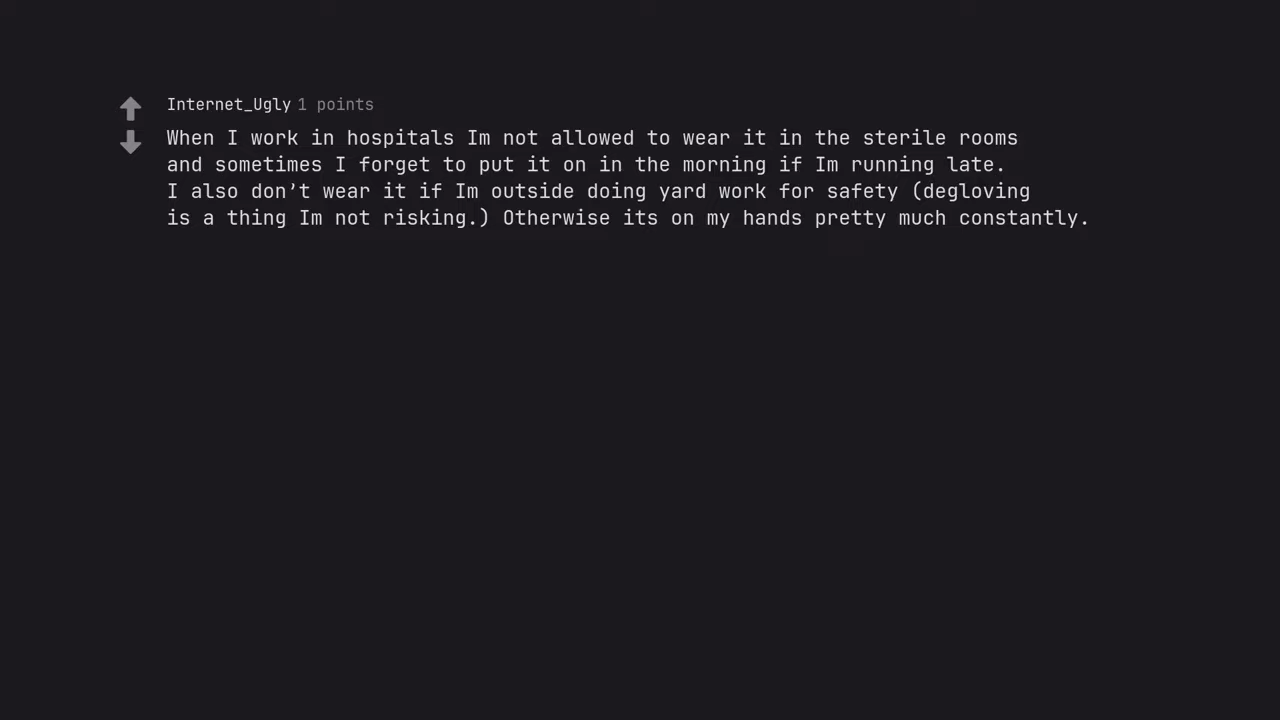 Internet_Ugly 1 points
When I work in hospitals Im not allowed to wear it in the sterile rooms
and sometimes I forget to put it on in the morning if Im running late.
I also don’t wear it if Im outside doing yard work for safety (degloving
is a thing Im not risking.) Otherwise its on my hands pretty much constantly.